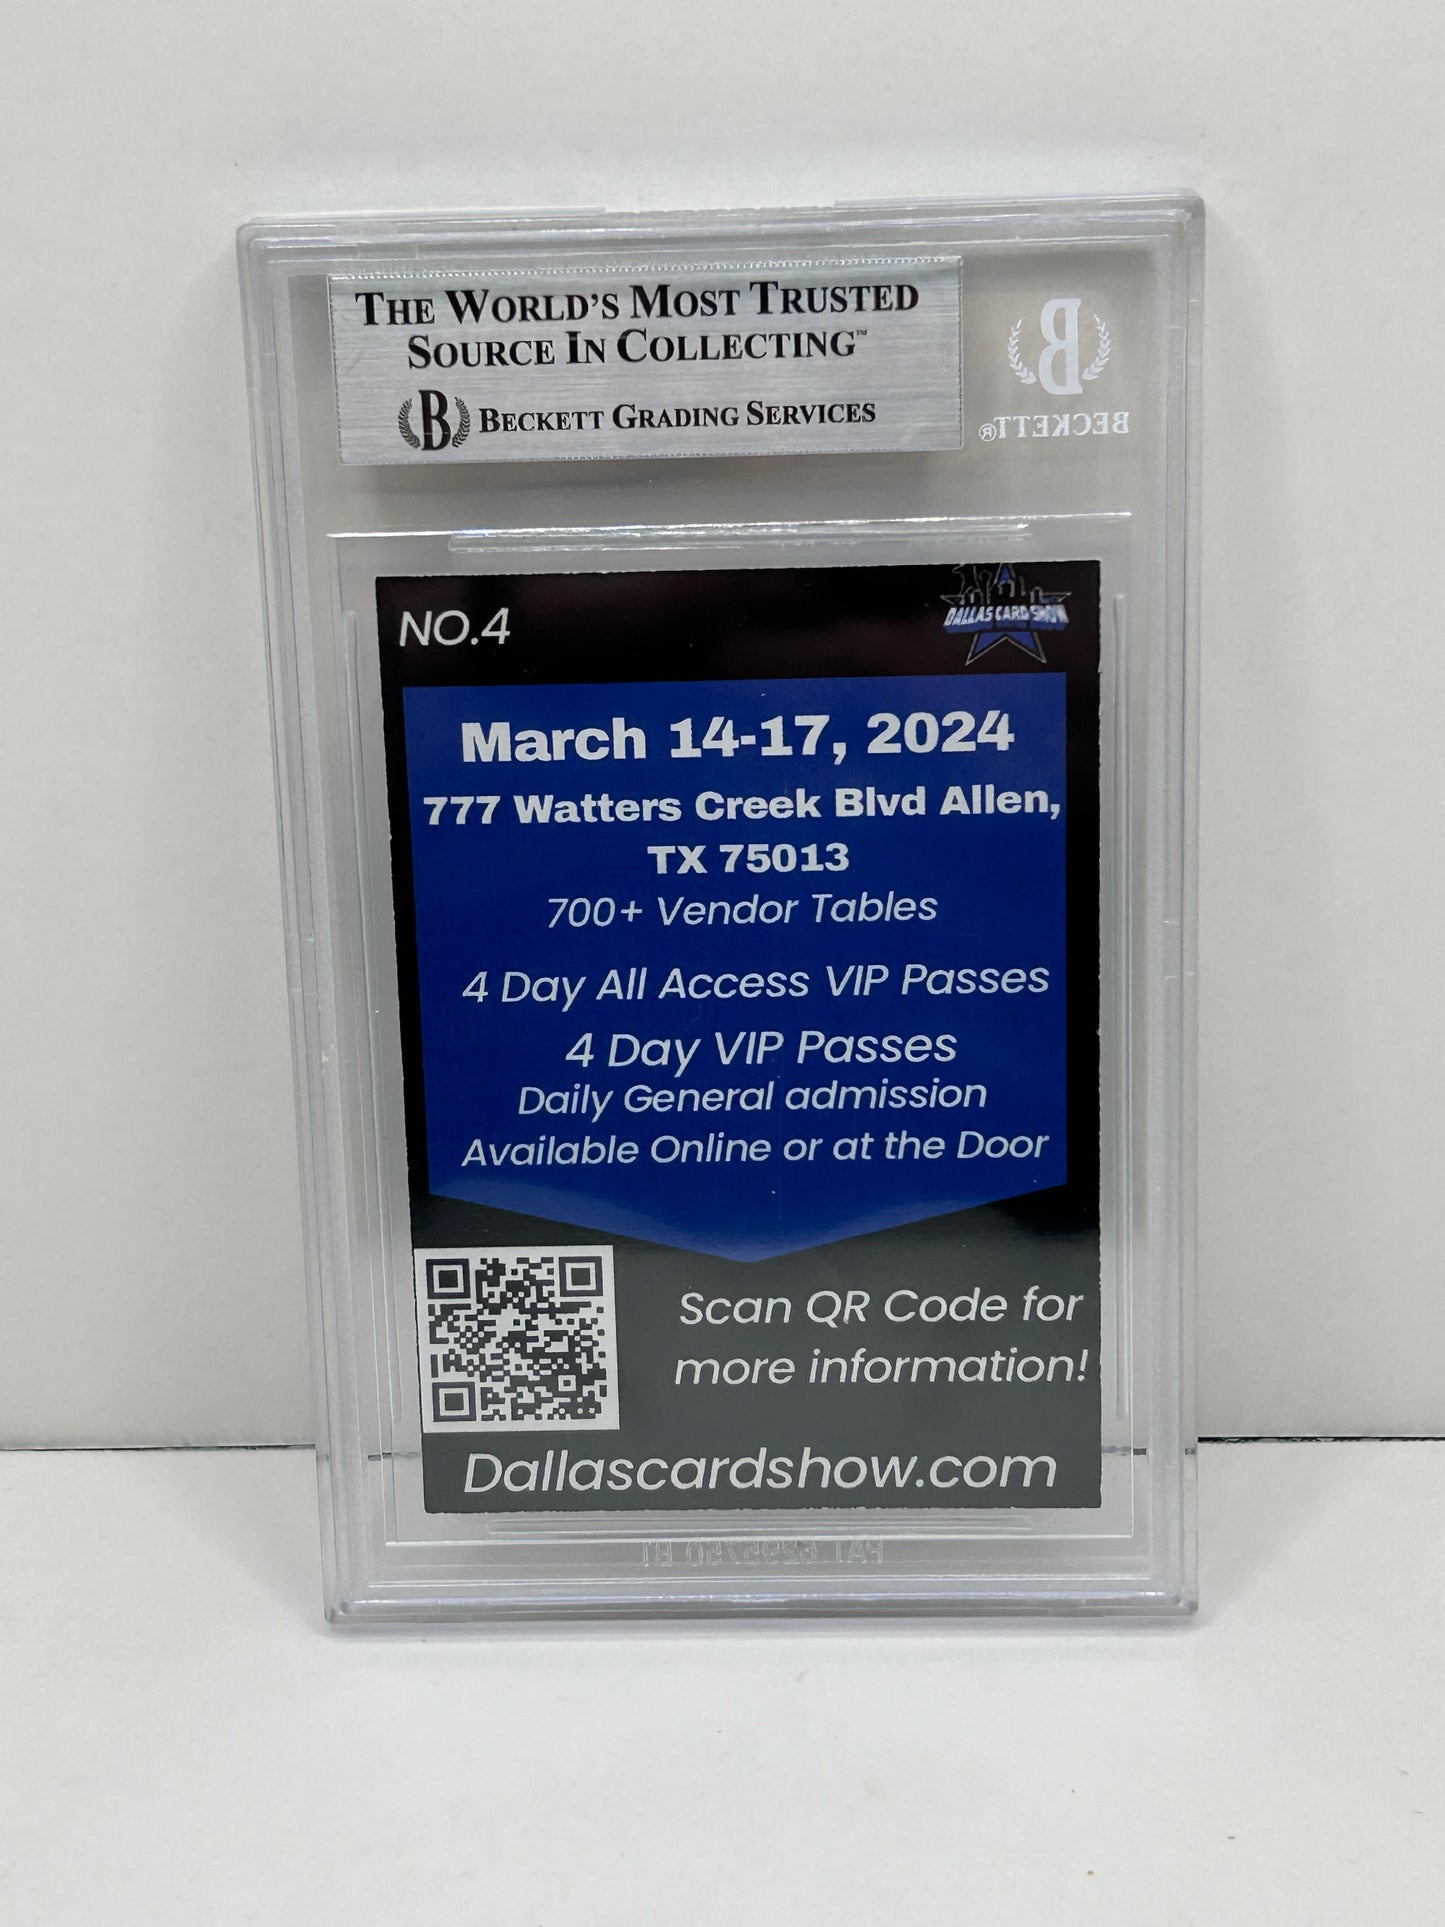 THE WORLD'S MOST TRUSTED
SOURCE IN COLLECTING™
B BECKETT GRADING SERVICES
B
BECKETT®
NO.4
DALLAS CARD SHOW
March 14-17, 2024
777 Watters Creek Blvd Allen,
TX 75013
700+ Vendor Tables
4 Day All Access VIP Passes
4 Day VIP Passes
Daily General admission
Available Online or at the Door
Scan QR Code for
more information!
Dallascardshow.com